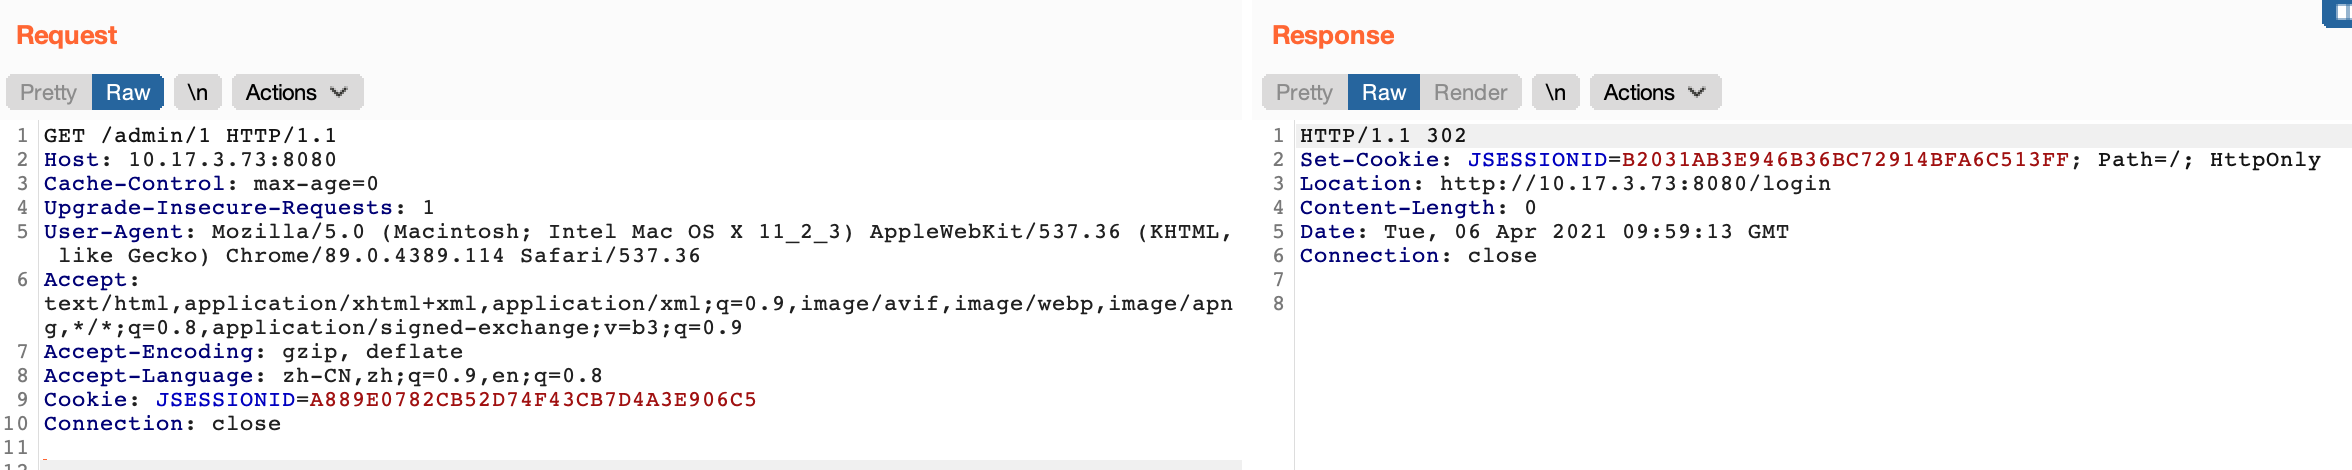 Request
Pretty Raw \n Actions
1 GET /admin/1 HTTP/1.1
2 Host: 10.17.3.73:8080
3 Cache-Control: max-age=0
4 Upgrade-Insecure-Requests: 1
5 User-Agent: Mozilla/5.0 (Macintosh; Intel Mac OS X 11_2_3) AppleWebKit/537.36 (KHTML,
like Gecko) Chrome/89.0.4389.114 Safari/537.36
6 Accept:
text/html,application/xhtml+xml,application/xml;q=0.9,image/avif,image/webp,image/apn
g,*/*;q=0.8,application/signed-exchange;v=b3;q=0.9
7 Accept-Encoding: gzip, deflate
8 Accept-Language: zh-CN,zh;q=0.9,en;q=0.8
9 Cookie: JSESSIONID=A889E0782CB52D74F43CB7D4A3E906C5
10 Connection: close
11
12
Response
Pretty Raw Render \n Actions
1 HTTP/1.1 302
2 Set-Cookie: JSESSIONID=B2031AB3E946B36BC72914BFA6C513FF; Path=/; HttpOnly
3 Location: http://10.17.3.73:8080/login
4 Content-Length: 0
5 Date: Tue, 06 Apr 2021 09:59:13 GMT
6 Connection: close
7
8